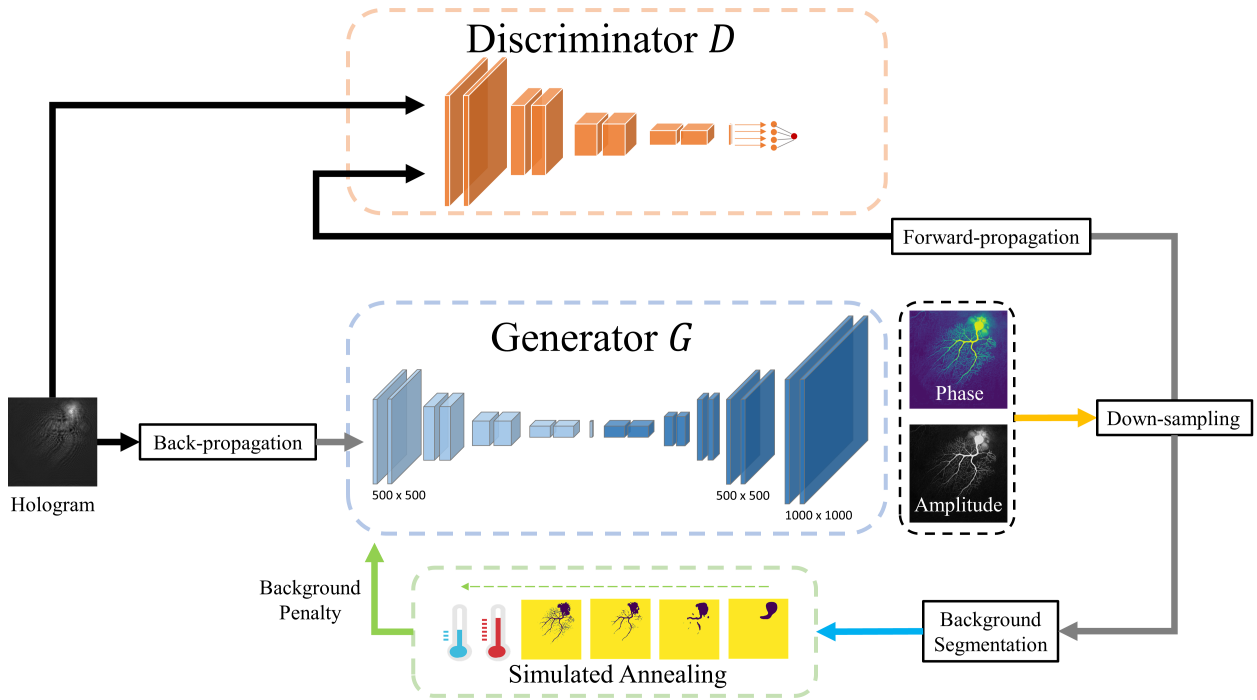 Discriminator D
Forward-propagation
Generator G
Phase
Down-sampling
Back-propagation
Hologram
500 x 500
500 x 500
1000 x 1000
Amplitude
Background
Penalty
Simulated Annealing
Background
Segmentation